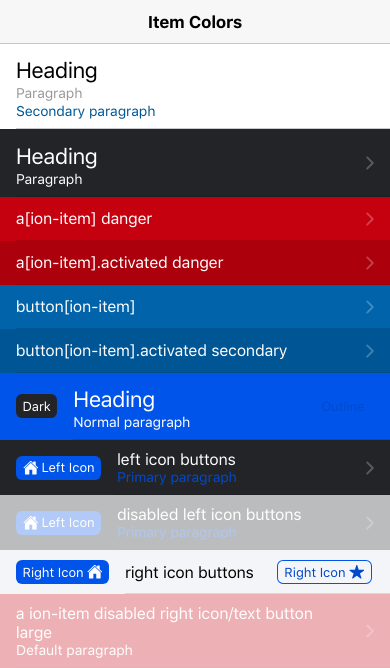 Item Colors
Heading
Paragraph
Secondary paragraph
Heading
Paragraph
a[ion-item] danger
a[ion-item].activated danger
button[ion-item]
button[ion-item].activated secondary
Dark
Heading
Outline
Normal paragraph
Left Icon
left icon buttons
Primary paragraph
Left Icon
disabled left icon buttons
Primary paragraph
Right Icon
right icon buttons
Right Icon
a ion-item disabled right icon/text button
large
Default paragraph